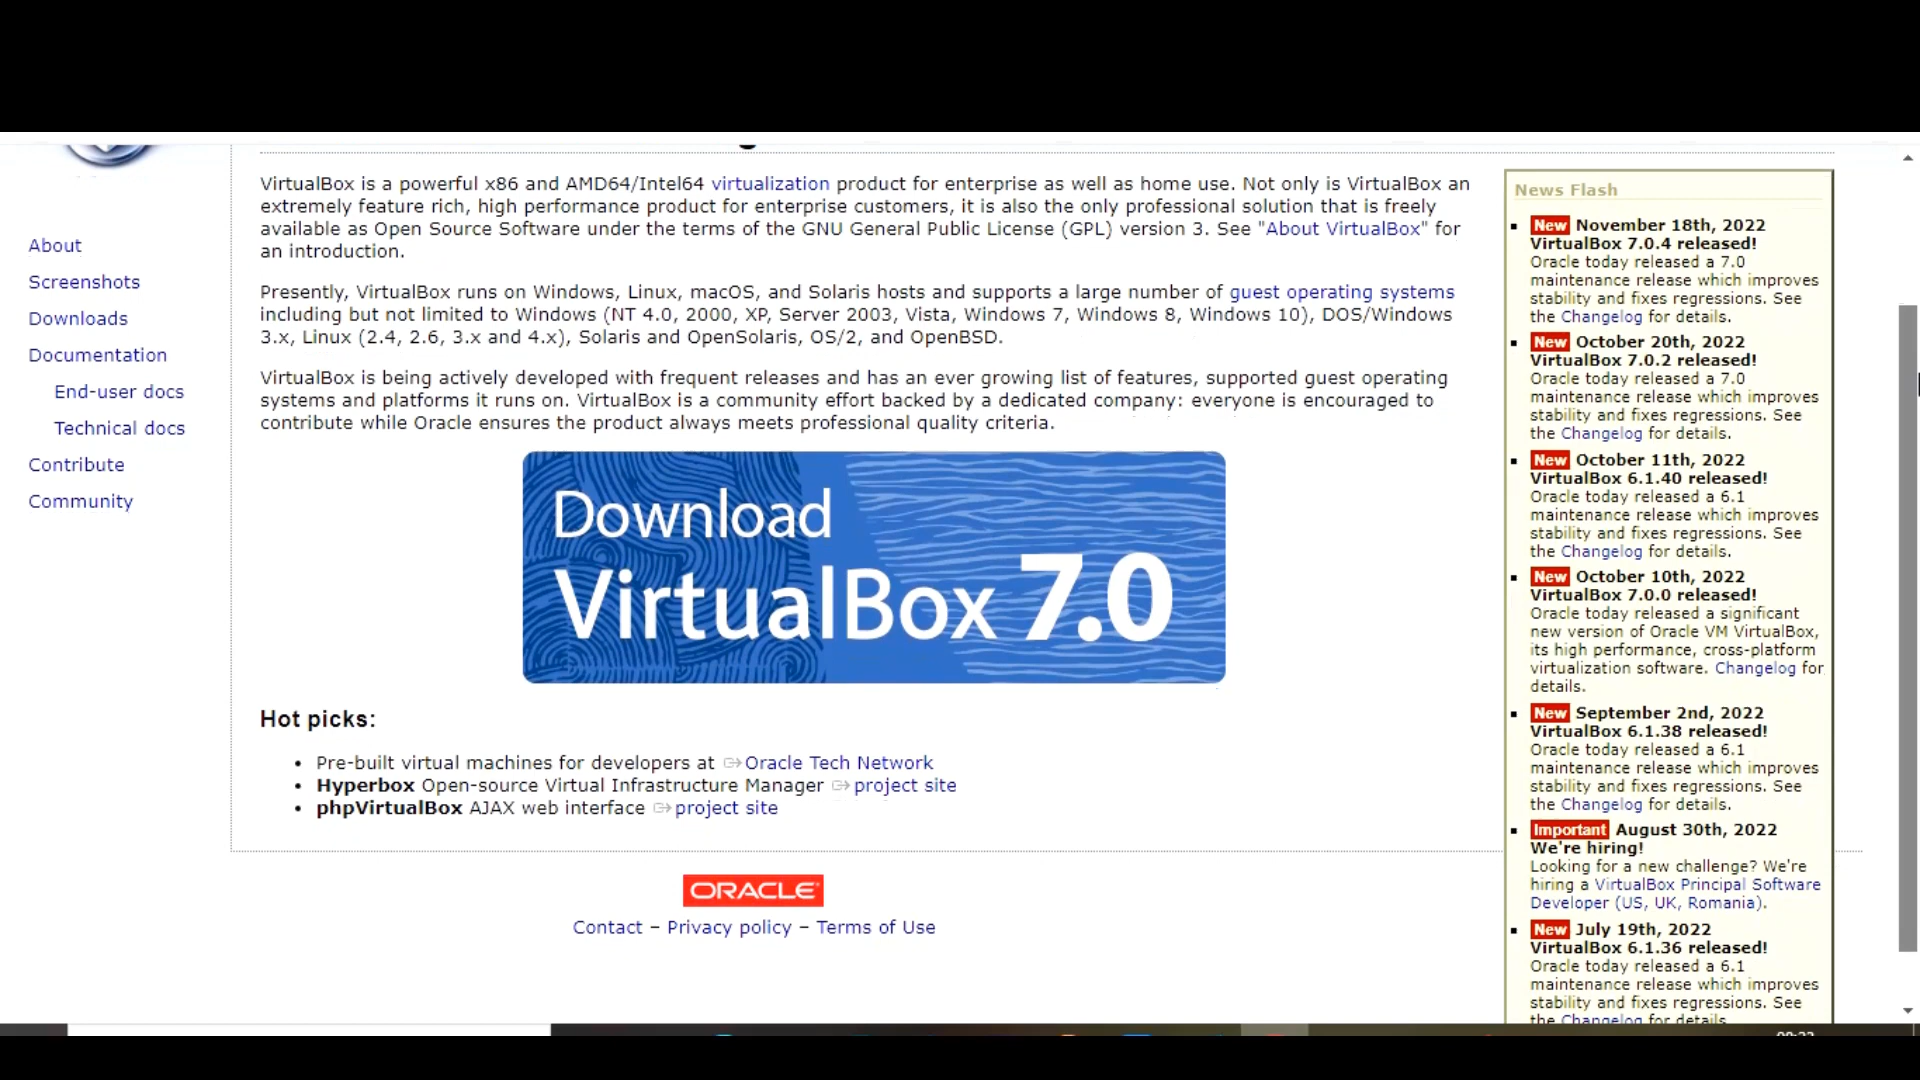 About
Screenshots
Downloads
Documentation
End-user docs
Technical docs
Contribute
Community
VirtualBox is a powerful x86 and AMD64/Intel64 virtualization product for enterprise as well as home use. Not only is VirtualBox an
extremely feature rich, high performance product for enterprise customers, it is also the only professional solution that is freely
available as Open Source Software under the terms of the GNU General Public License (GPL) version 3. See "About VirtualBox" for
an introduction.
Presently, VirtualBox runs on Windows, Linux, macOS, and Solaris hosts and supports a large number of guest operating systems
including but not limited to Windows (NT 4.0, 2000, XP, Server 2003, Vista, Windows 7, Windows 8, Windows 10), DOS/Windows
3.x, Linux (2.4, 2.6, 3.x and 4.x), Solaris and OpenSolaris, OS/2, and OpenBSD.
VirtualBox is being actively developed with frequent releases and has an ever growing list of features, supported guest operating
systems and platforms it runs on. VirtualBox is a community effort backed by a dedicated company: everyone is encouraged to
contribute while Oracle ensures the product always meets professional quality criteria.
Download
VirtualBox 7.0
Hot picks:
• Pre-built virtual machines for developers at Oracle Tech Network
• Hyperbox Open-source Virtual Infrastructure Manager project site
• phpVirtualBox AJAX web interface project site
ORACLE
Contact – Privacy policy – Terms of Use
News Flash
New November 18th, 2022
VirtualBox 7.0.4 released!
Oracle today released a 7.0
maintenance release which improves
stability and fixes regressions. See
the Changelog for details.
New October 20th, 2022
VirtualBox 7.0.2 released!
Oracle today released a 7.0
maintenance release which improves
stability and fixes regressions. See
the Changelog for details.
New October 11th, 2022
VirtualBox 6.1.40 released!
Oracle today released a 6.1
maintenance release which improves
stability and fixes regressions. See
the Changelog for details.
New October 10th, 2022
VirtualBox 7.0.0 released!
Oracle today released a significant
new version of Oracle VM VirtualBox,
its high performance, cross-platform
virtualization software. Changelog for
details.
New September 2nd, 2022
VirtualBox 6.1.38 released!
Oracle today released a 6.1
maintenance release which improves
stability and fixes regressions. See
the Changelog for details.
Important August 30th, 2022
We're hiring!
Looking for a new challenge? We're
hiring a VirtualBox Principal Software
Developer (US, UK, Romania).
New July 19th, 2022
VirtualBox 6.1.36 released!
Oracle today released a 6.1
maintenance release which improves
stability and fixes regressions. See
the Changelog for details